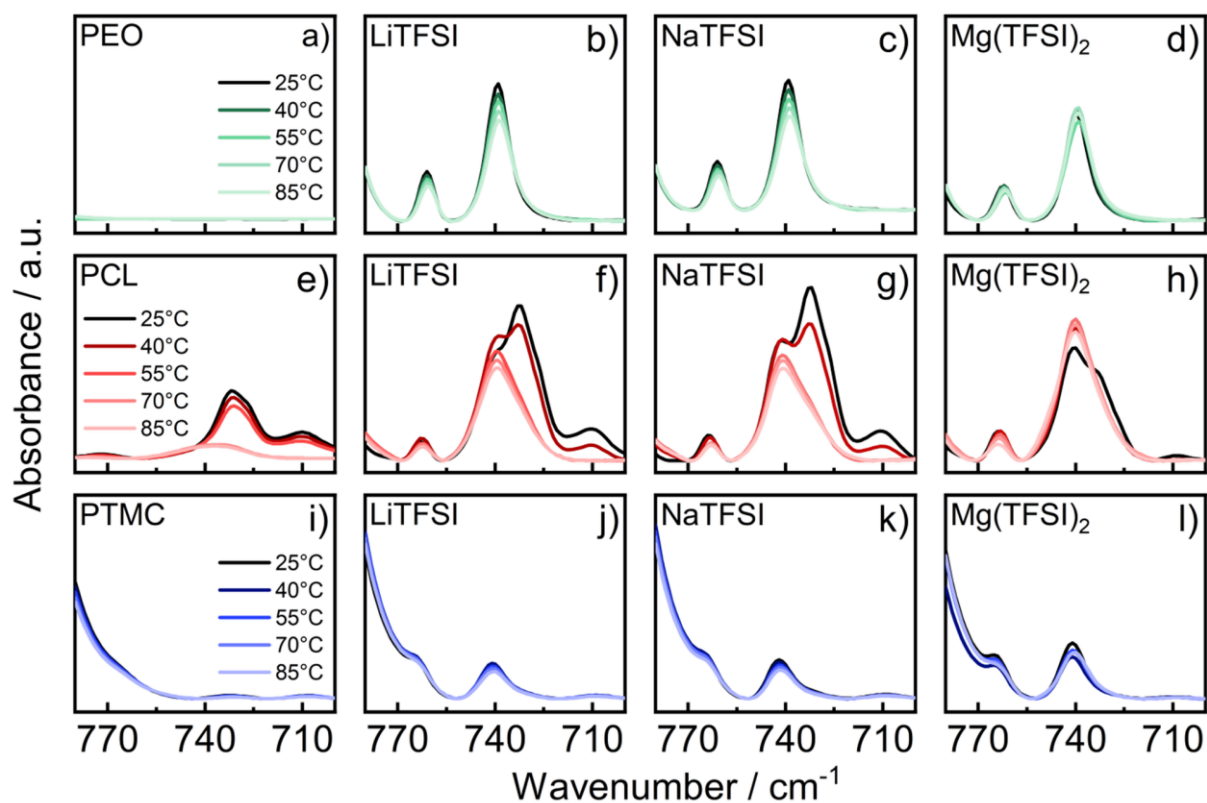 PEO a)
25°C
40°C
55°C
70°C
85°C
LiTFSI b)
NaTFSI c)
Mg(TFSI)₂ d)
PCL e)
25°C
40°C
55°C
70°C
85°C
LiTFSI f)
NaTFSI g)
Mg(TFSI)₂ h)
PTMC i)
25°C
40°C
55°C
70°C
85°C
LiTFSI j)
NaTFSI k)
Mg(TFSI)₂ l)
770 740 710 770 740 710 770 740 710 770 740 710
Absorbance / a.u.
Wavenumber / cm⁻¹